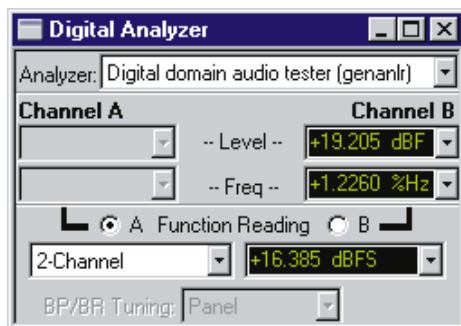 Digital Analyzer
Analyzer: Digital domain audio tester (genanlr)
Channel A Channel B
-- Level -- +19.205 dBF
-- Freq -- +1.2260 %Hz
A Function Reading B
2-Channel +16.385 dBFS
BP/BR Tuning: Panel